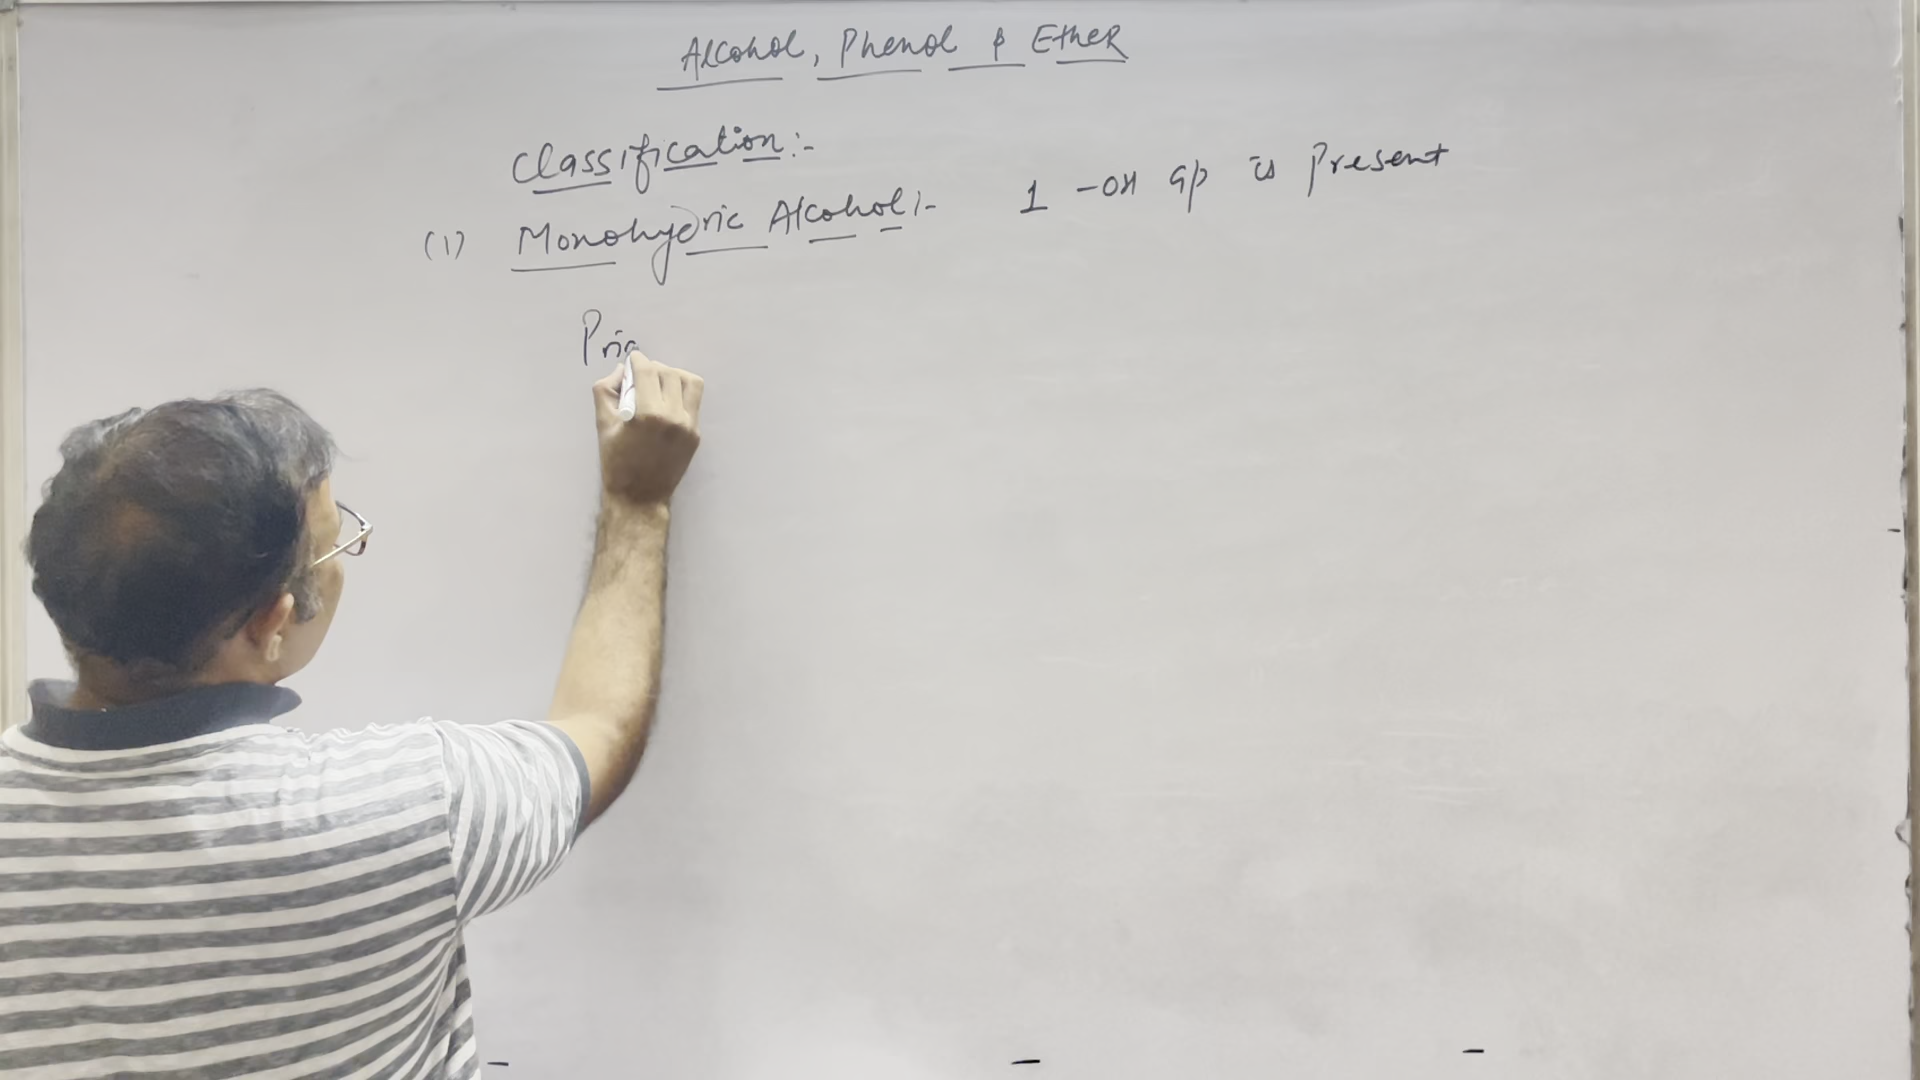 Alcohol, Phenol & Ether
Classification:-
(1) Monohydric Alcohol:- 1 -OH gp is Present
Pri